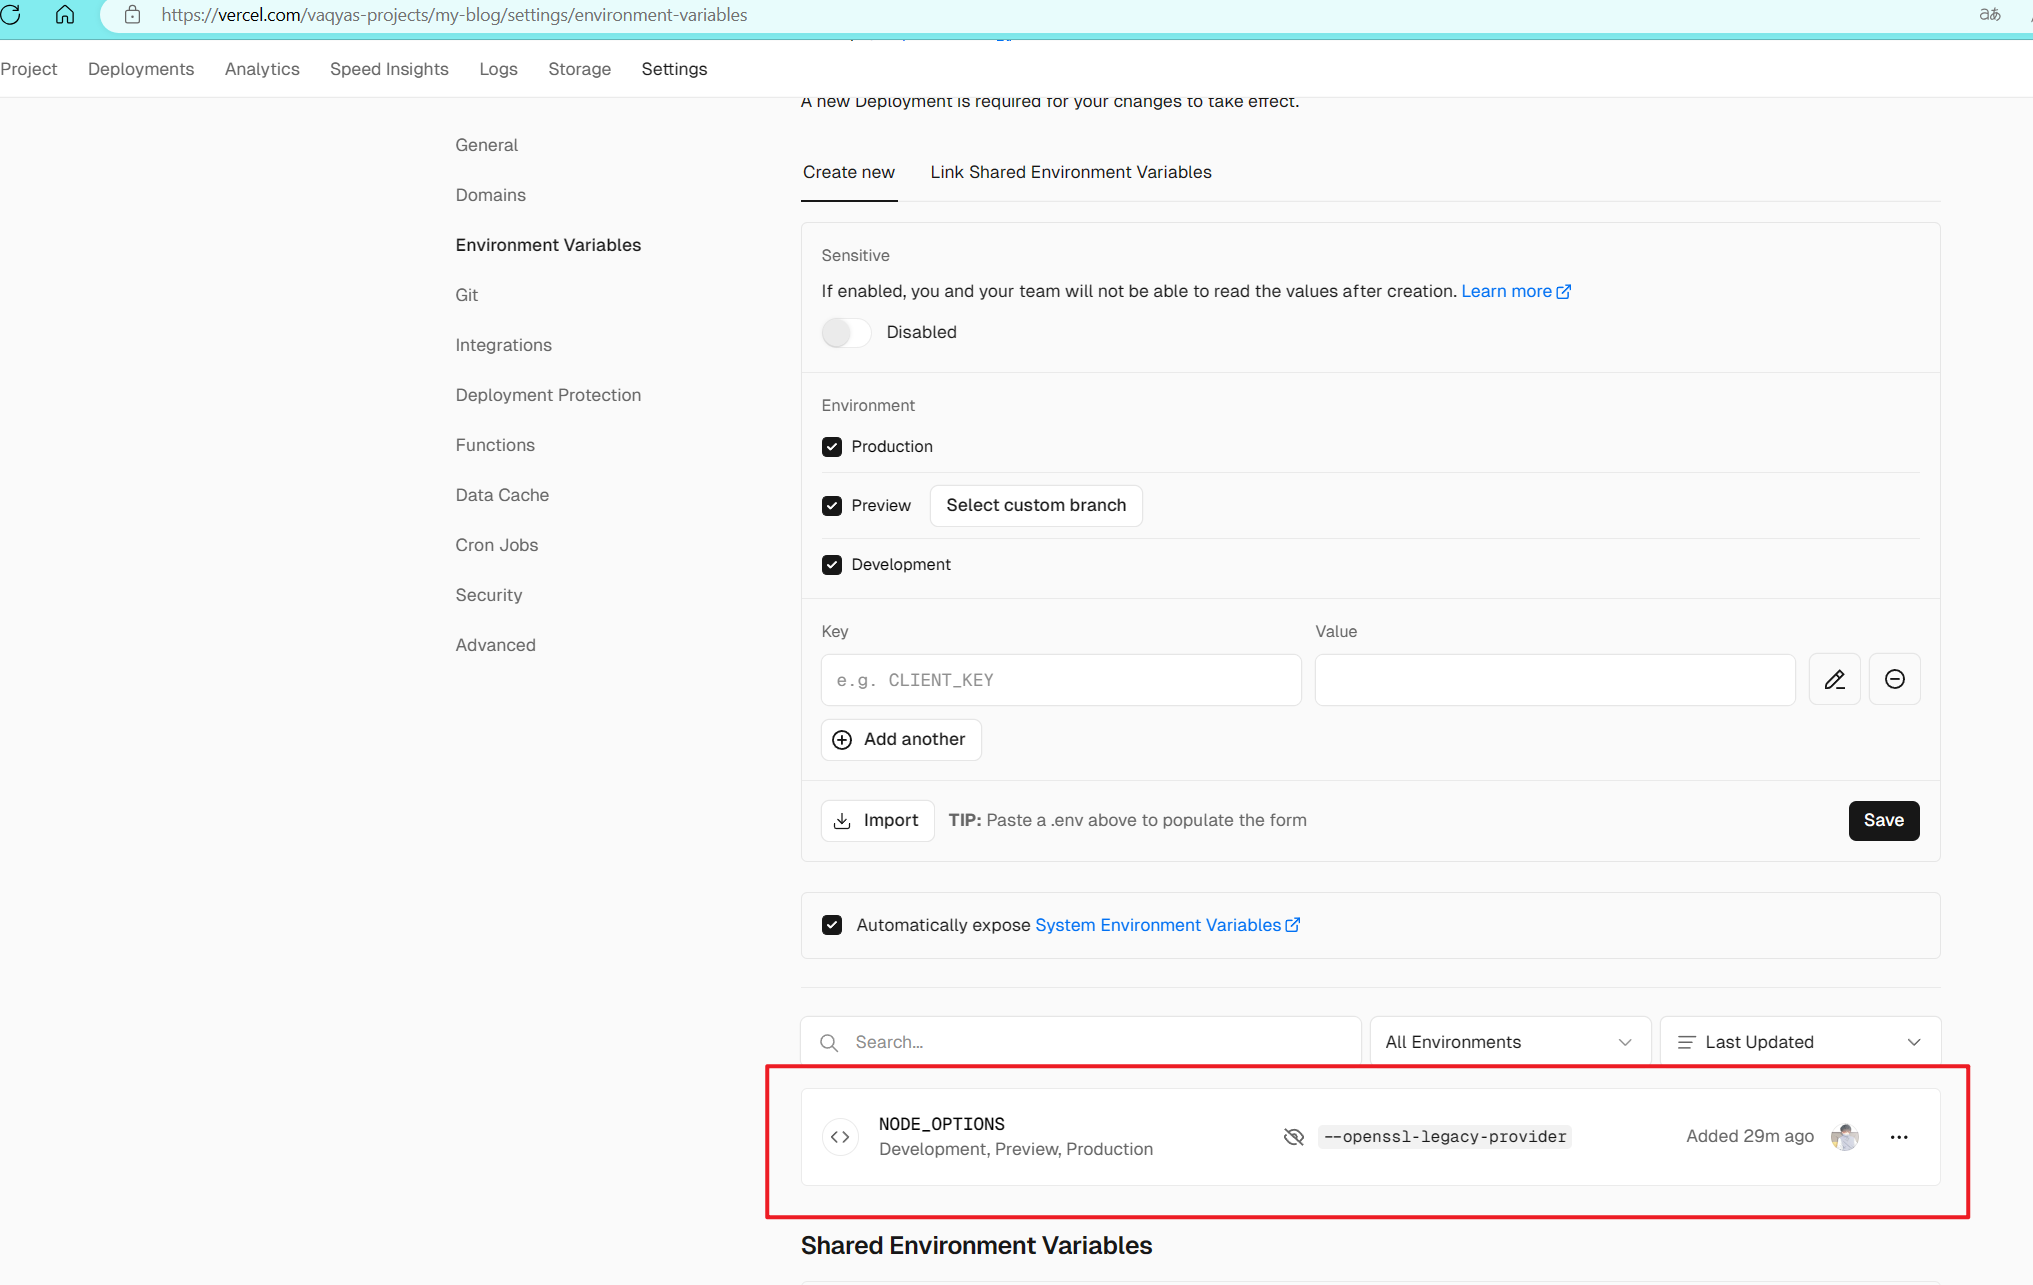 https://vercel.com/vaqyas-projects/my-blog/settings/environment-variables
aあ
Project Deployments Analytics Speed Insights Logs Storage Settings
A new Deployment is required for your changes to take effect.
General
Domains
Environment Variables
Git
Integrations
Deployment Protection
Functions
Data Cache
Cron Jobs
Security
Advanced
Create new Link Shared Environment Variables
Sensitive
If enabled, you and your team will not be able to read the values after creation. Learn more
Disabled
Environment
Production
Preview Select custom branch
Development
Key Value
e.g. CLIENT_KEY
Add another
Import TIP: Paste a .env above to populate the form Save
Automatically expose System Environment Variables
Search... All Environments Last Updated
NODE_OPTIONS
Development, Preview, Production
--openssl-legacy-provider
Added 29m ago
Shared Environment Variables